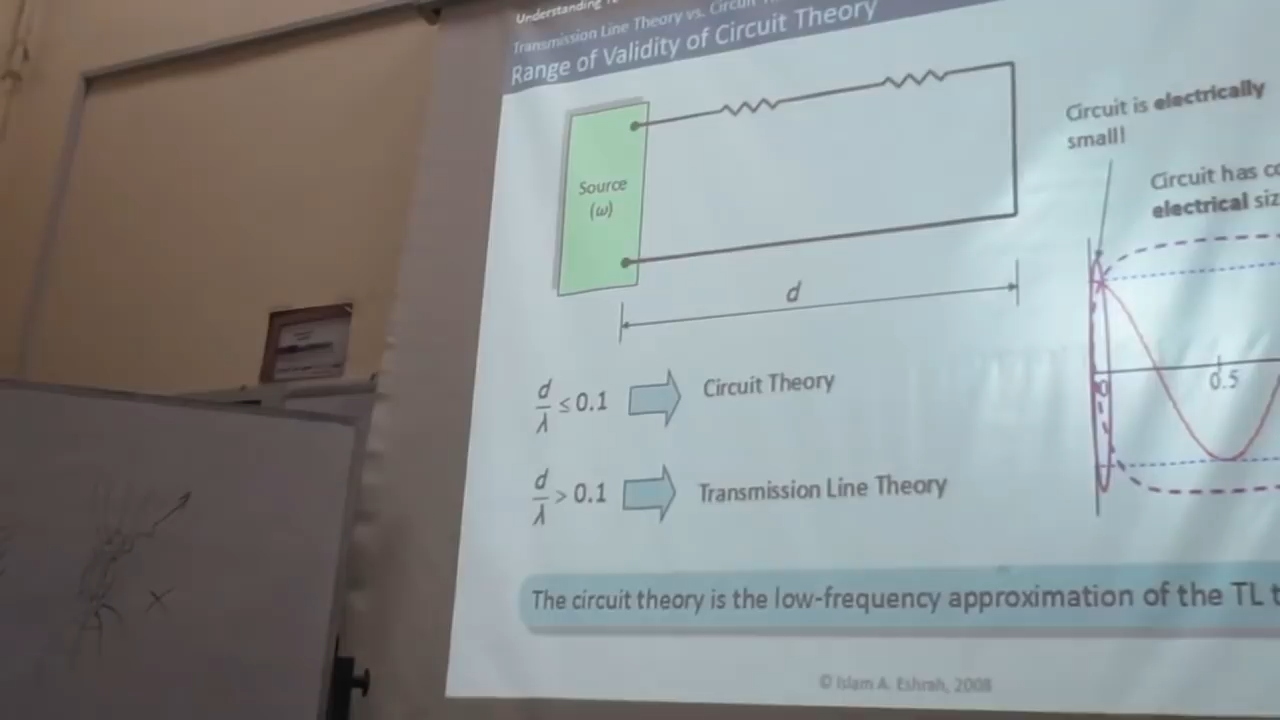 Understanding
Transmission Line Theory vs. Circuit
Range of Validity of Circuit Theory
Source
(ω)
d
Circuit is electrically
small!
Circuit has
electrical
0
0.5
d/λ ≤ 0.1 Circuit Theory
d/λ > 0.1 Transmission Line Theory
The circuit theory is the low-frequency approximation of the TL
© Islam A. Eshrah, 2008